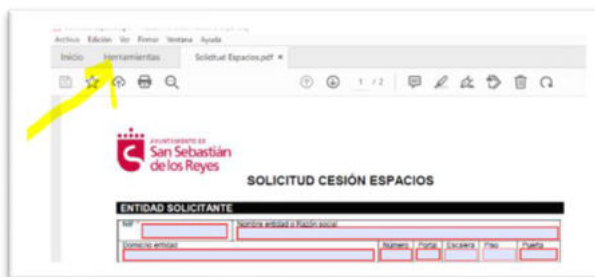 Archivo Edición Ver Firmar Ventana Ayuda
Inicio Herramientas Solicitud Espacios.pdf ×
1 / 2
AYUNTAMIENTO DE
San Sebastián
de los Reyes
SOLICITUD CESIÓN ESPACIOS
ENTIDAD SOLICITANTE
NIF * Nombre entidad o Razón social
Domicilio entidad Número Portal Escalera Piso Puerta